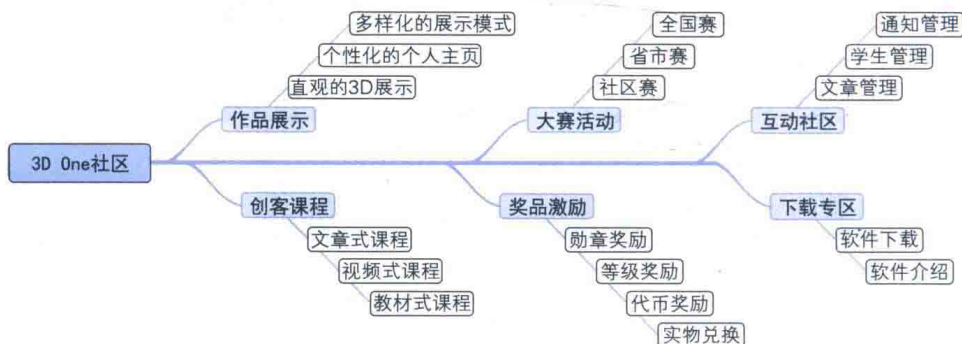 多样化的展示模式
个性化的个人主页
直观的3D展示
作品展示
全国赛
省市赛
社区赛
大赛活动
通知管理
学生管理
文章管理
互动社区
3D One社区
创客课程
文章式课程
视频式课程
教材式课程
奖品激励
勋章奖励
等级奖励
代币奖励
实物兑换
下载专区
软件下载
软件介绍